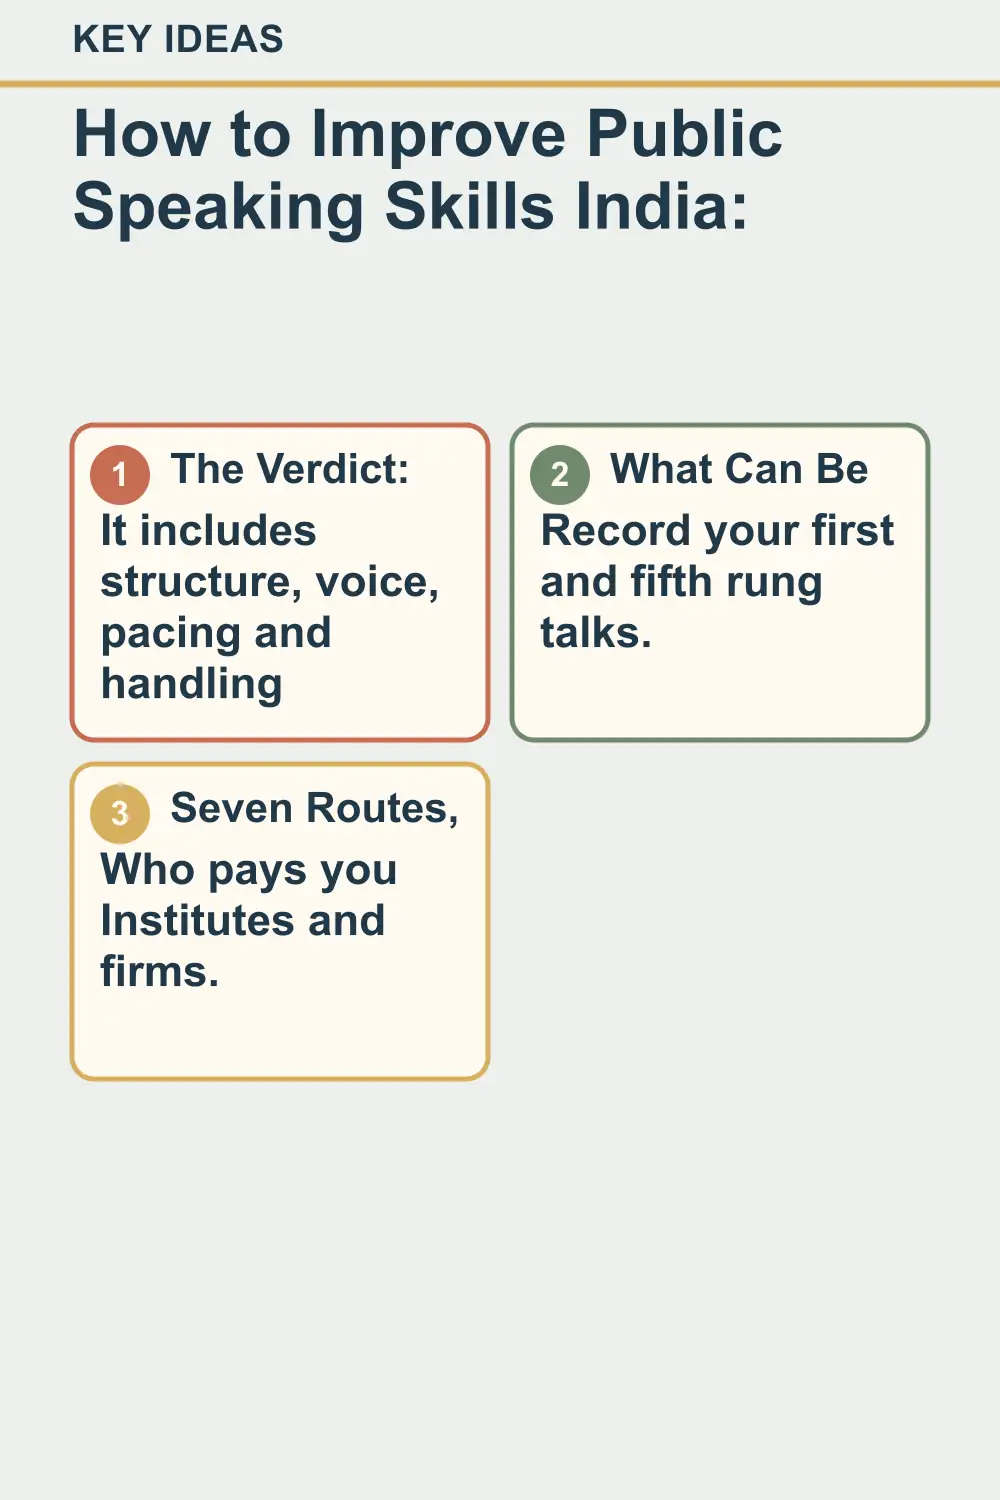 KEY IDEAS
How to Improve Public
Speaking Skills India:
1 The Verdict:
It includes
structure, voice,
pacing and
handling
2 What Can Be
Record your first
and fifth rung
talks.
3 Seven Routes,
Who pays you
Institutes and
firms.